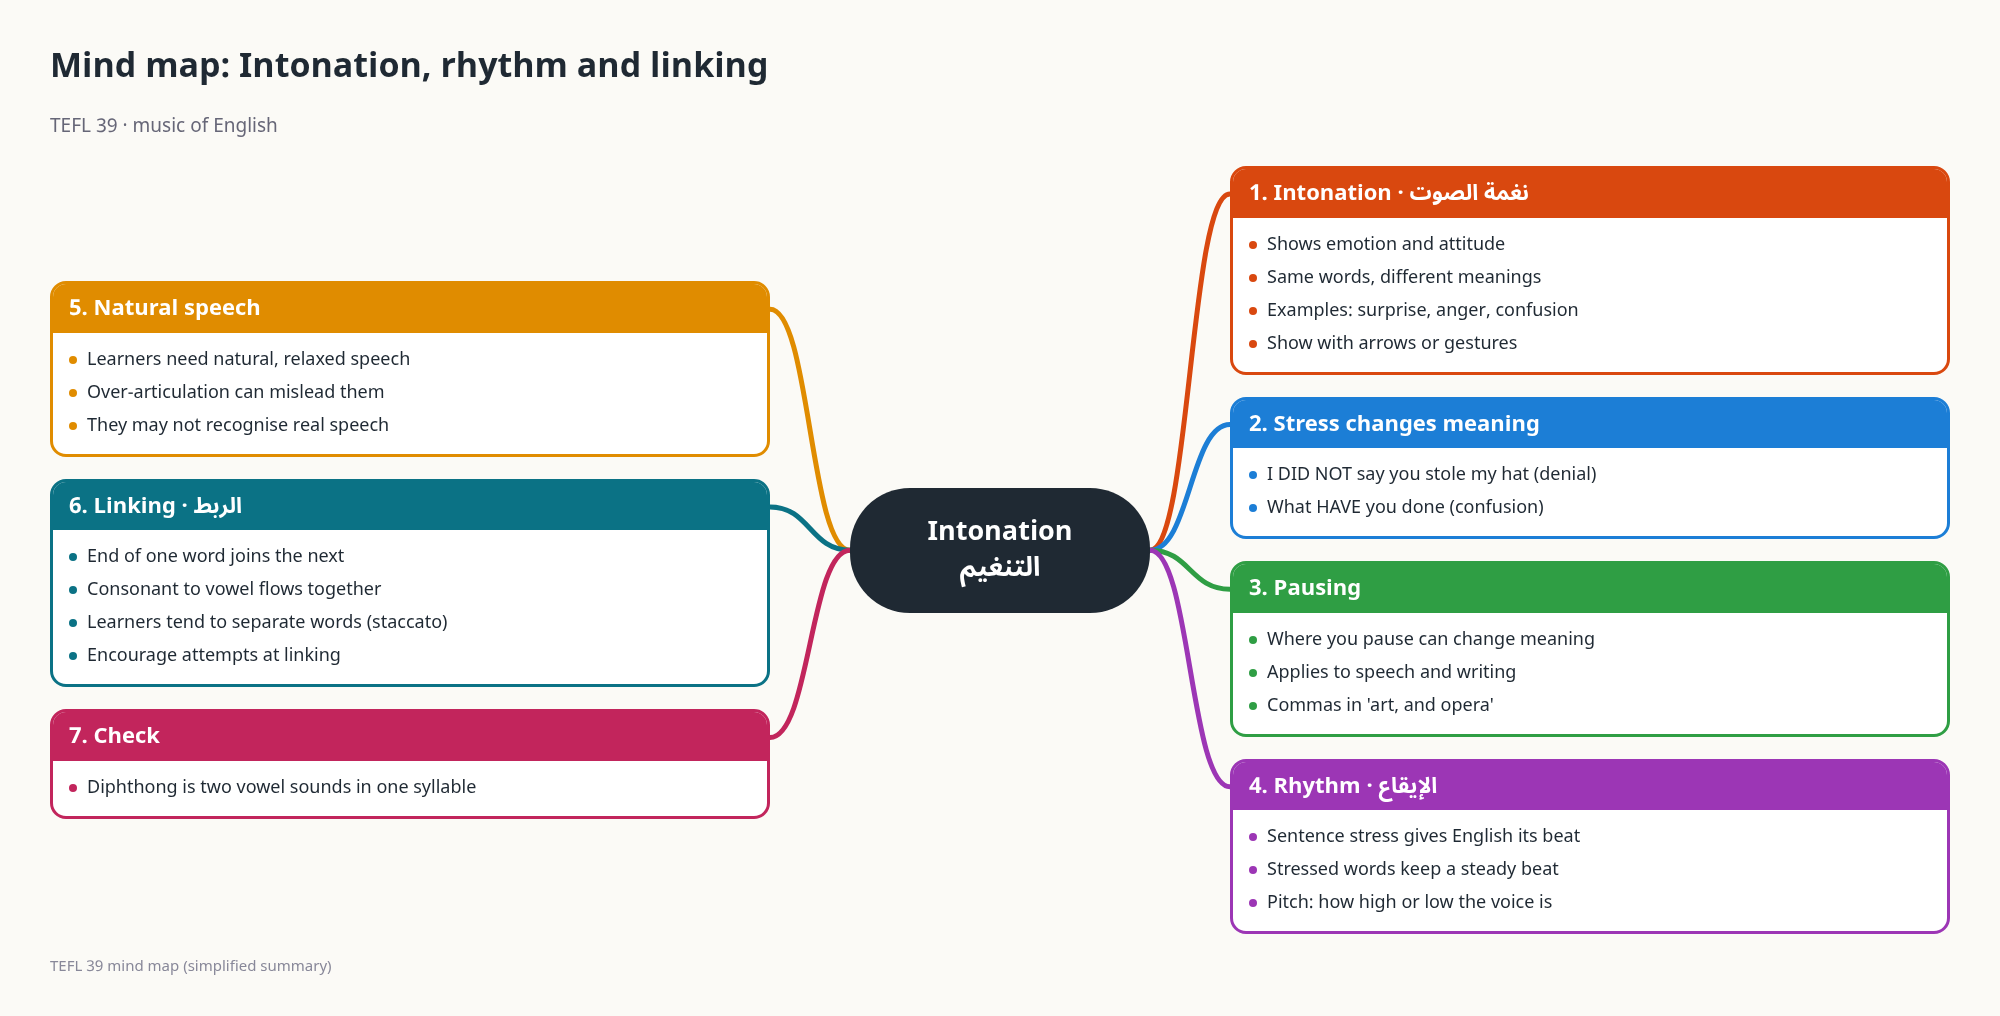 Mind map: Intonation, rhythm and linking
TEFL 39 · music of English
1. Intonation · نغمة الصوت
Shows emotion and attitude
Same words, different meanings
Examples: surprise, anger, confusion
Show with arrows or gestures
2. Stress changes meaning
I DID NOT say you stole my hat (denial)
What HAVE you done (confusion)
3. Pausing
Where you pause can change meaning
Applies to speech and writing
Commas in 'art, and opera'
4. Rhythm · الإيقاع
Sentence stress gives English its beat
Stressed words keep a steady beat
Pitch: how high or low the voice is
5. Natural speech
Learners need natural, relaxed speech
Over-articulation can mislead them
They may not recognise real speech
6. Linking · الربط
End of one word joins the next
Consonant to vowel flows together
Learners tend to separate words (staccato)
Encourage attempts at linking
7. Check
Diphthong is two vowel sounds in one syllable
Intonation
التنغيم
TEFL 39 mind map (simplified summary)